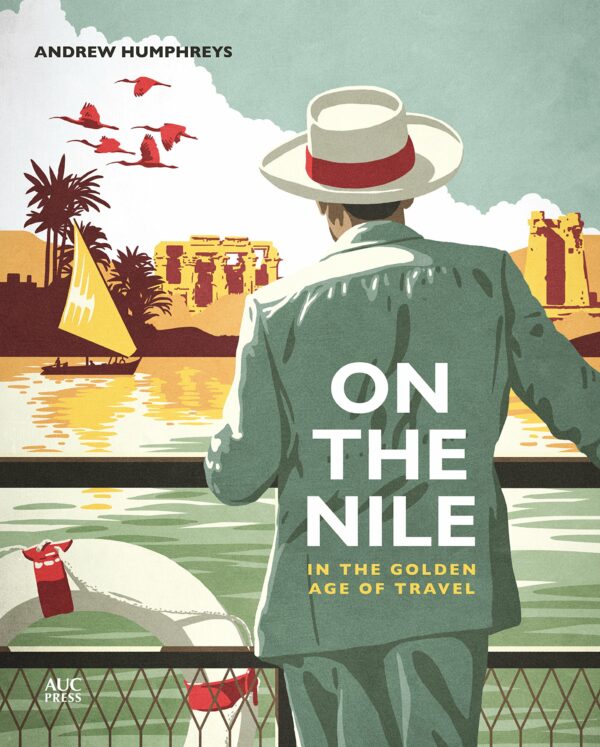 ANDREW HUMPHREYS
ON
THE
NILE
IN THE GOLDEN
AGE OF TRAVEL
AUC
PRESS